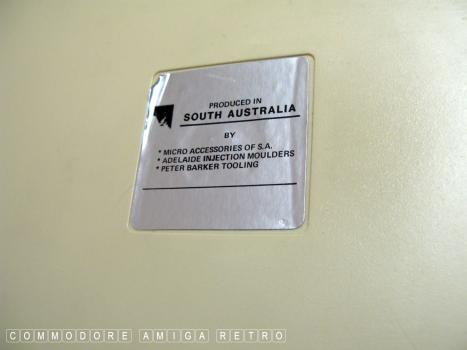 PRODUCED IN
SOUTH AUSTRALIA
BY
* MICRO ACCESSORIES OF S.A.
* ADELAIDE INJECTION MOULDERS
* PETER BARKER TOOLING
COMMODORE AMIGA RETRO